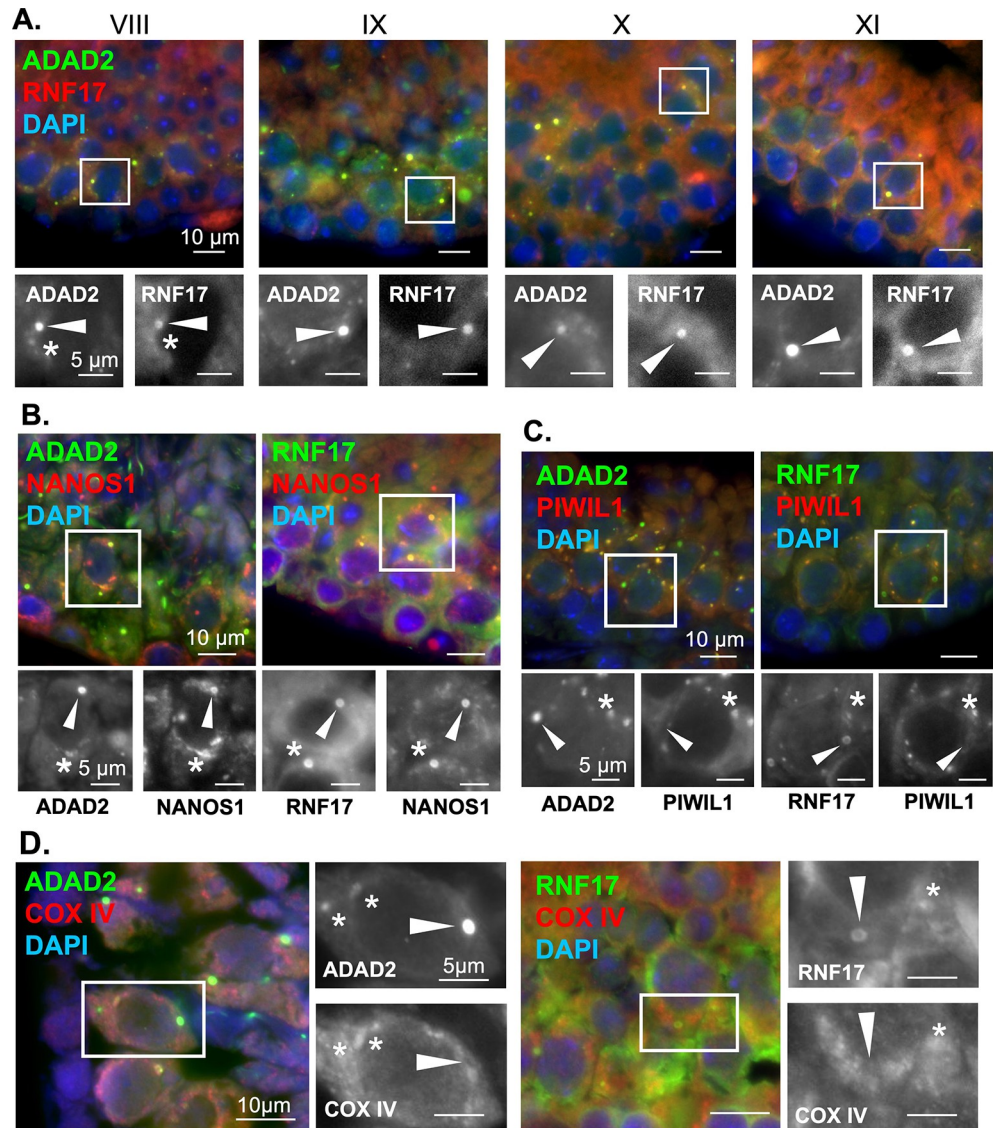 A.
VIII IX X XI
ADAD2
RNF17
DAPI
10 µm
ADAD2 RNF17 ADAD2 RNF17 ADAD2 RNF17 ADAD2 RNF17
* *
5 µm
B.
ADAD2 RNF17
NANOS1 NANOS1
DAPI DAPI
10 µm
* * * *
5 µm
ADAD2 NANOS1 RNF17 NANOS1
C.
ADAD2 RNF17
PIWIL1 PIWIL1
DAPI DAPI
10 µm
* * * *
5 µm
ADAD2 PIWIL1 RNF17 PIWIL1
D.
ADAD2
COX IV
DAPI
10µm
* *
ADAD2
5µm
* *
COX IV
RNF17
COX IV
DAPI
*
RNF17
*
COX IV